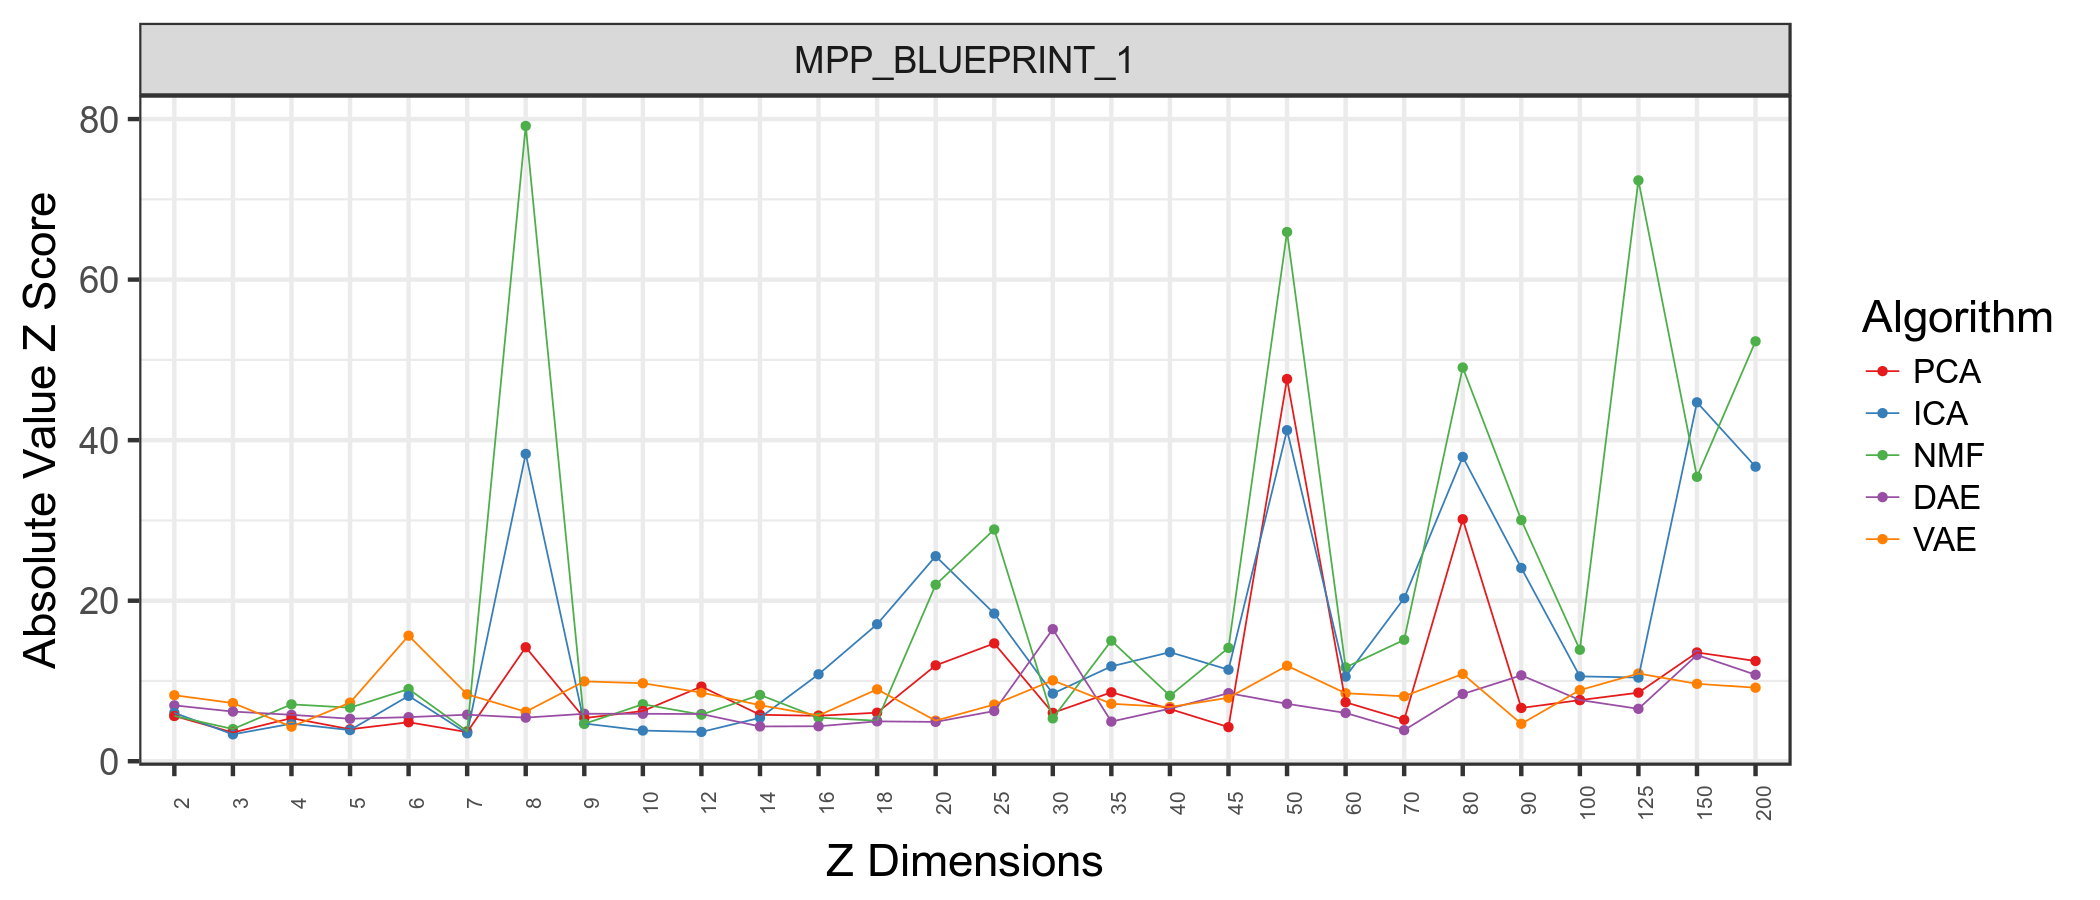 MPP_BLUEPRINT_1
Absolute Value Z Score
80
60
40
20
0
2 3 4 5 6 7 8 9 10 12 14 16 18 20 25 30 35 40 45 50 60 70 80 90 100 125 150 200
Z Dimensions
Algorithm
PCA
ICA
NMF
DAE
VAE